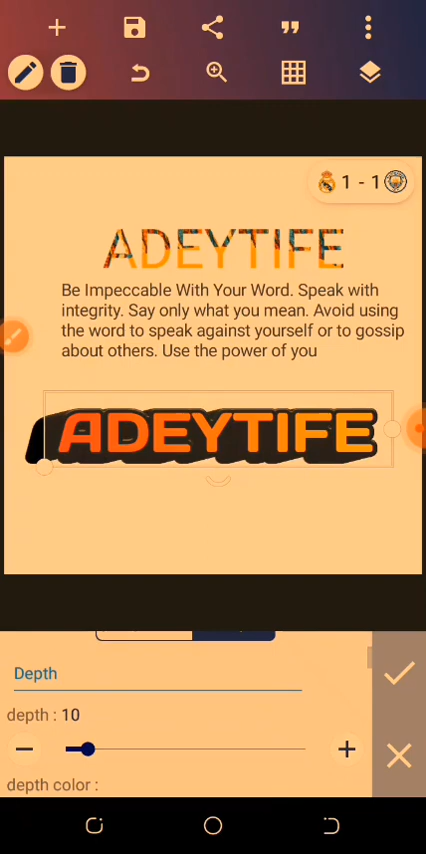 1 - 1
ADEYTIFE
Be Impeccable With Your Word. Speak with
integrity. Say only what you mean. Avoid using
the word to speak against yourself or to gossip
about others. Use the power of you
ADEYTIFE
Depth
depth : 10
depth color :